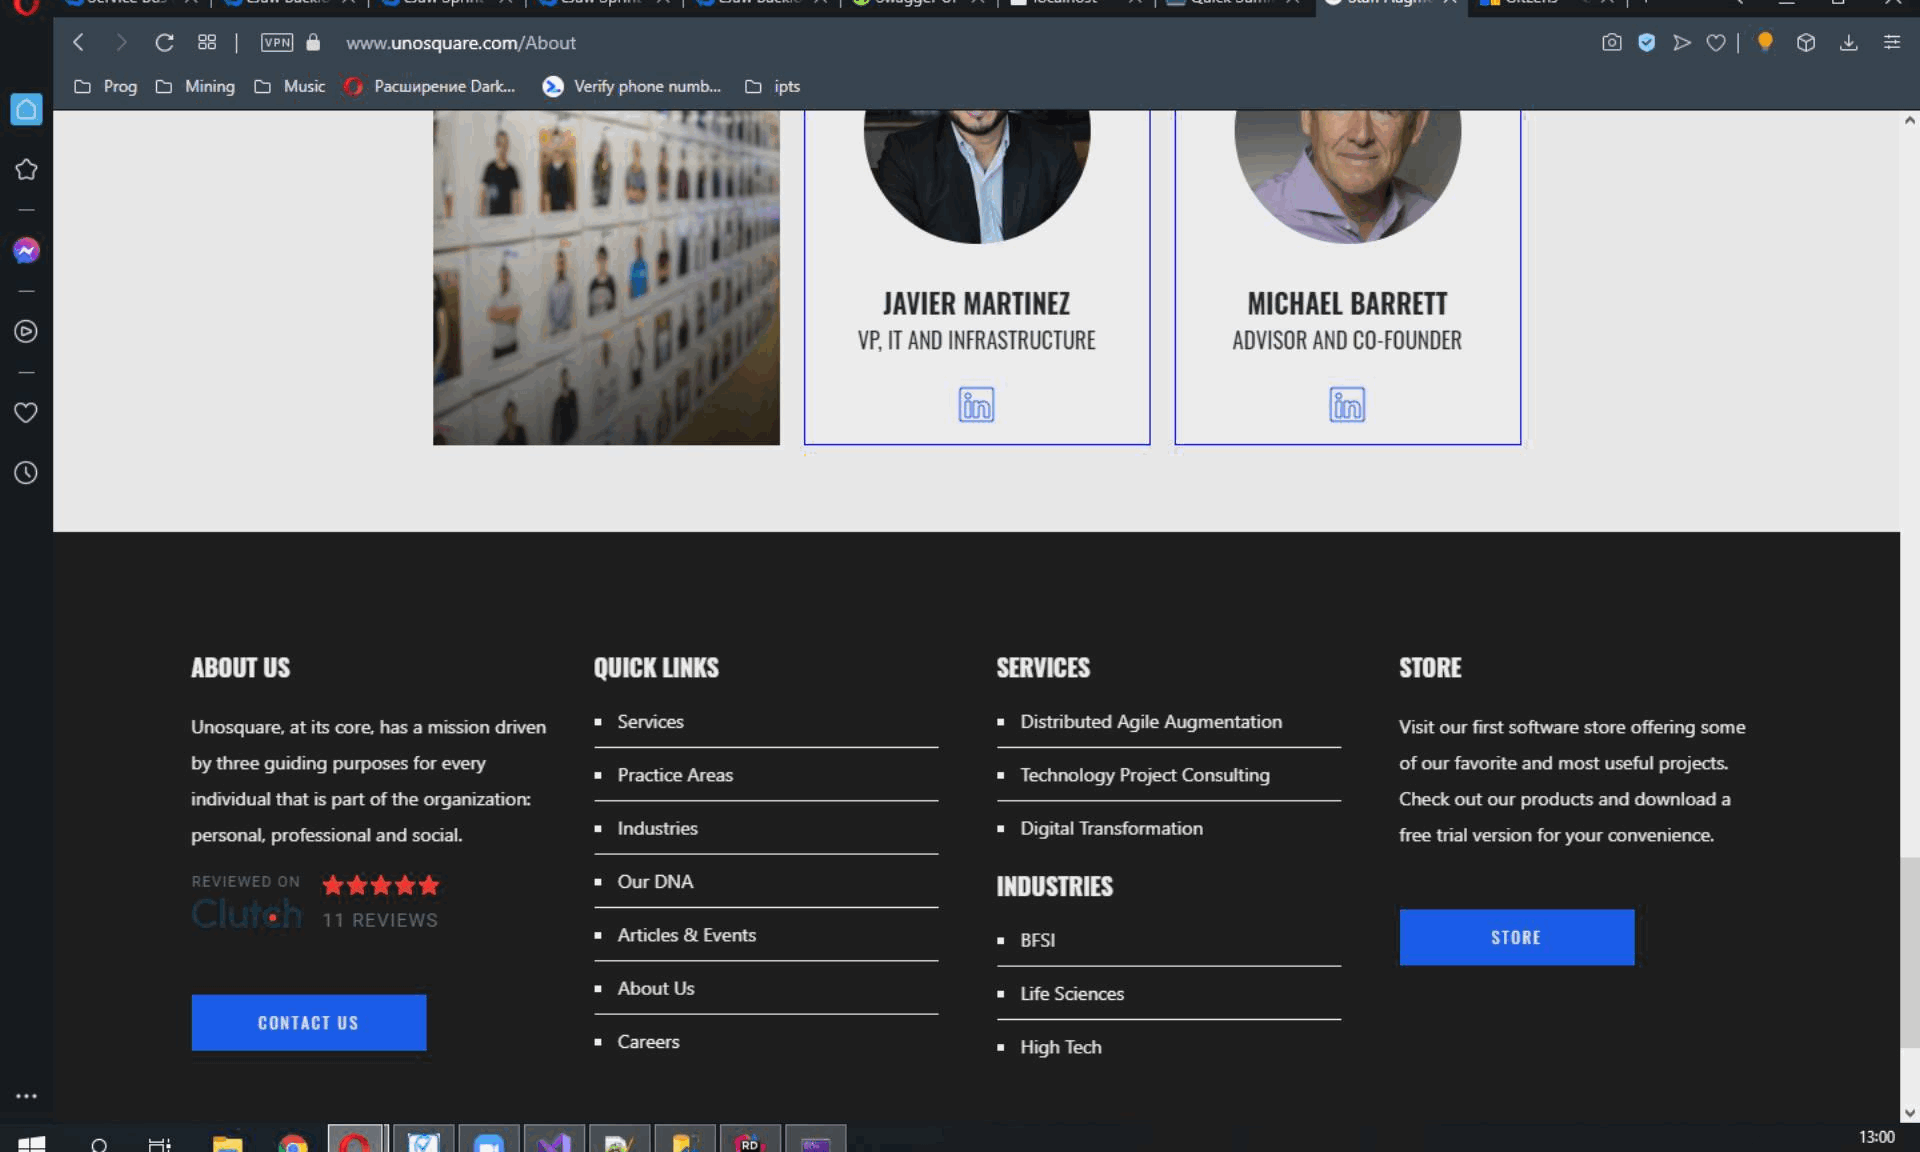 VPN
www.unosquare.com/About
Prog
Mining
Music
Расширение Dark...
Verify phone numb...
ipts
JAVIER MARTINEZ
VP, IT AND INFRASTRUCTURE
in
MICHAEL BARRETT
ADVISOR AND CO-FOUNDER
in
ABOUT US
Unosquare, at its core, has a mission driven
by three guiding purposes for every
individual that is part of the organization:
personal, professional and social.
REVIEWED ON
Clutch
11 REVIEWS
CONTACT US
QUICK LINKS
Services
Practice Areas
Industries
Our DNA
Articles & Events
About Us
Careers
SERVICES
Distributed Agile Augmentation
Technology Project Consulting
Digital Transformation
INDUSTRIES
BFSI
Life Sciences
High Tech
STORE
Visit our first software store offering some
of our favorite and most useful projects.
Check out our products and download a
free trial version for your convenience.
STORE
RD
13:00